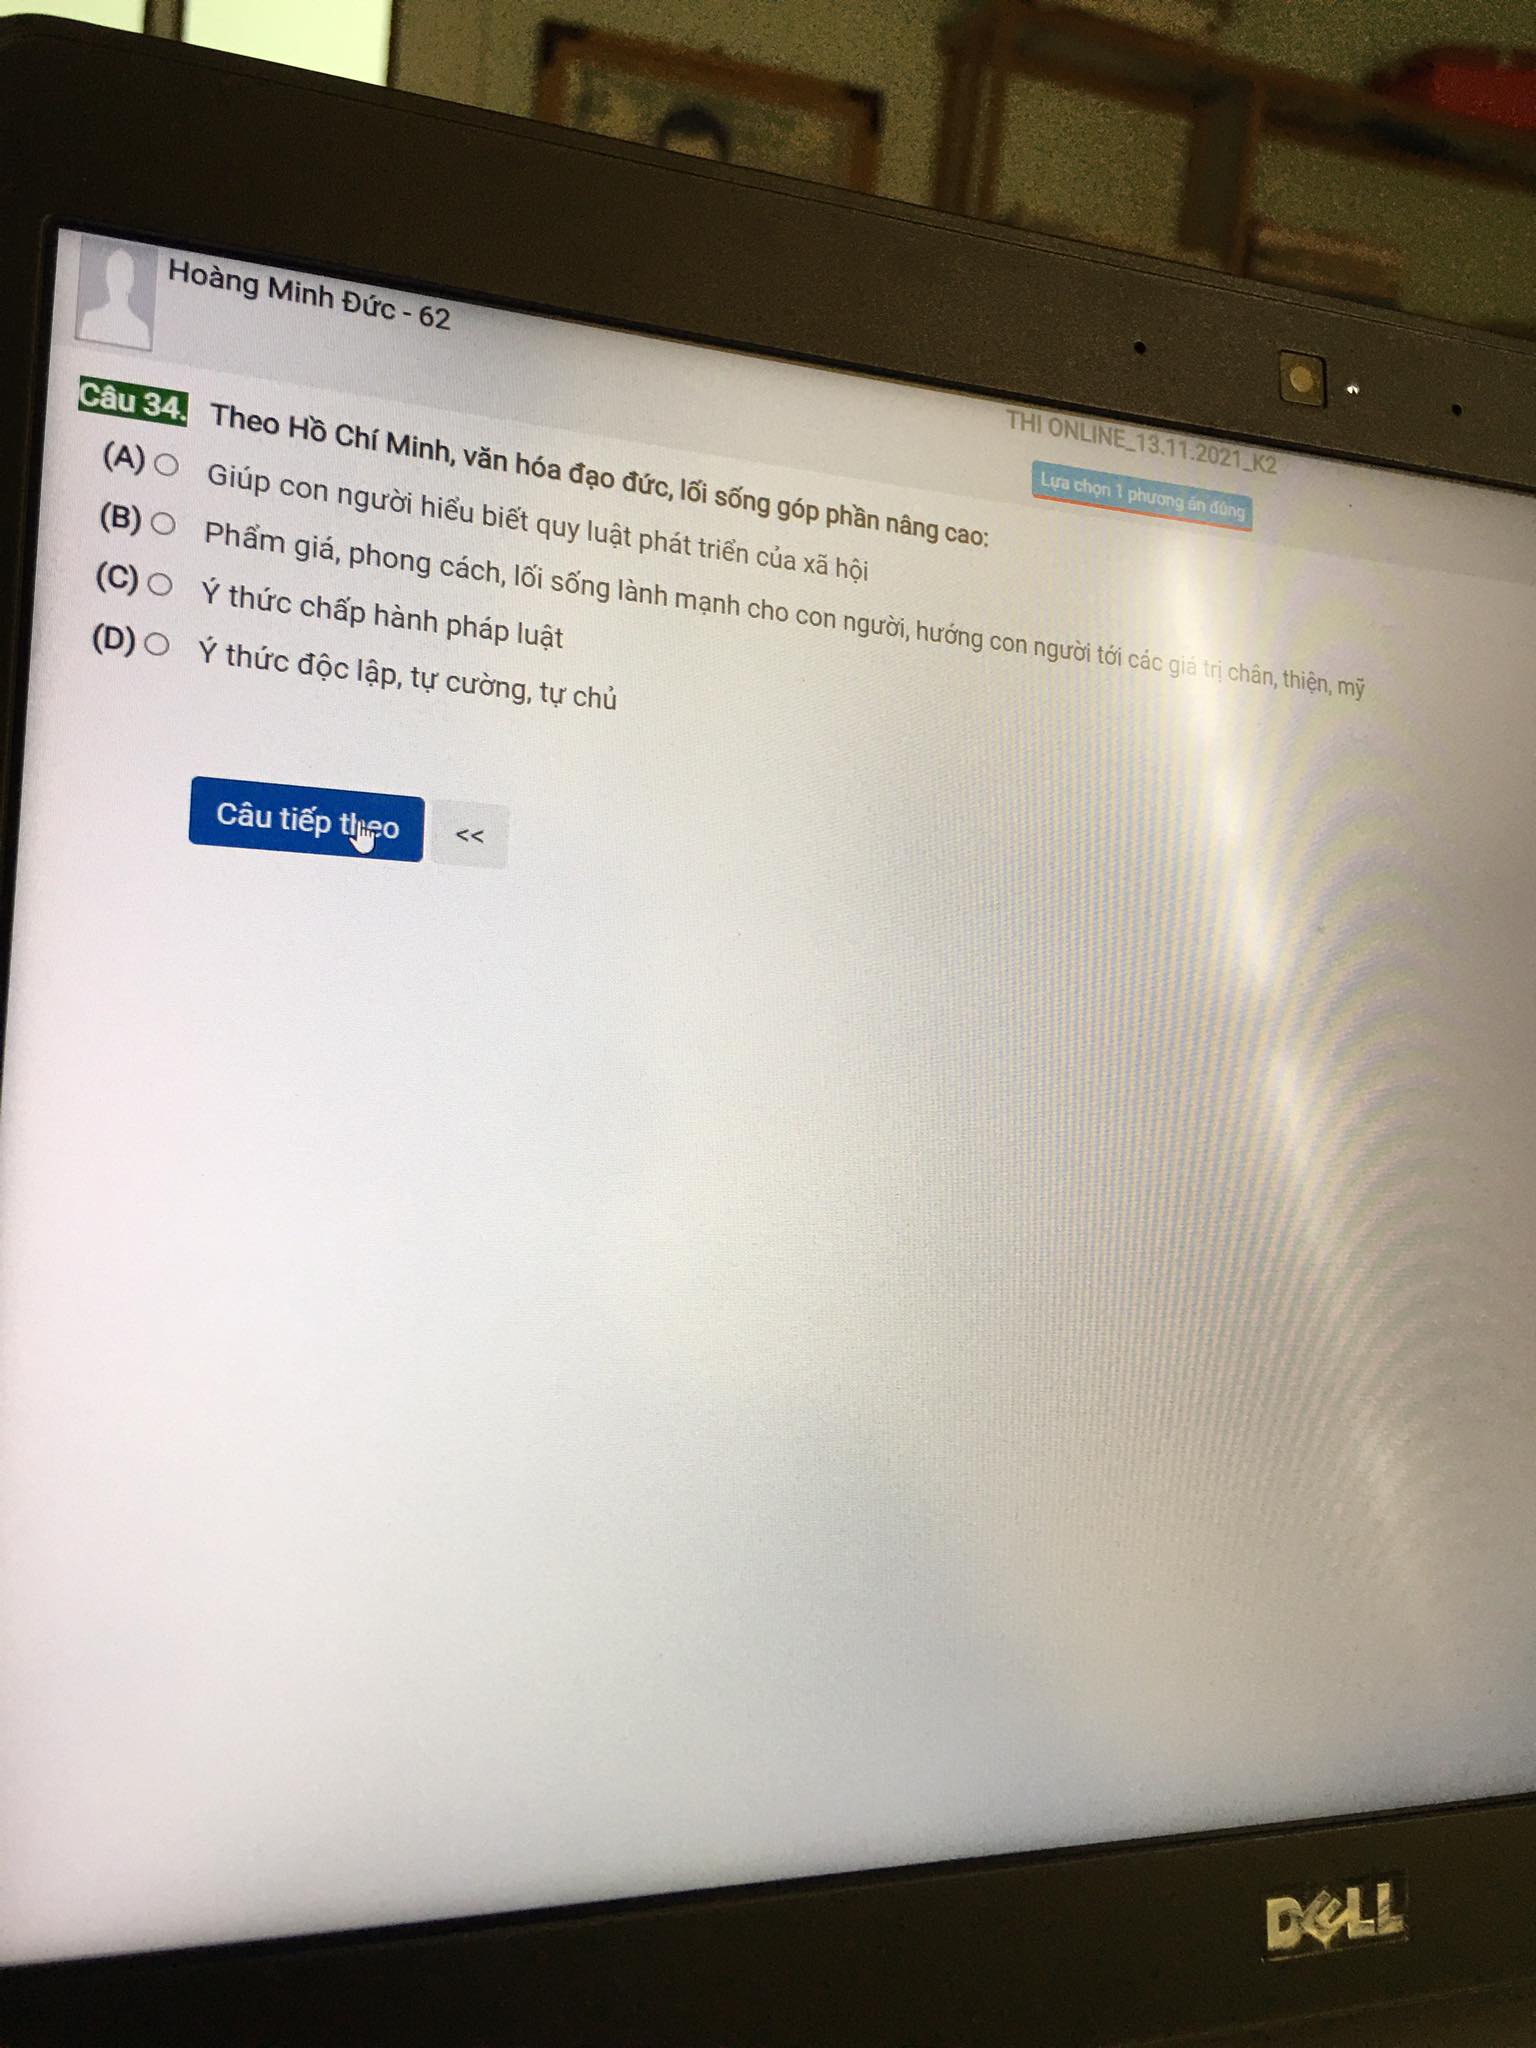 Hoàng Minh Đức - 62
THI ONLINE_13.11.2021_K2
Lựa chọn 1 phương án đúng
Câu 34. Theo Hồ Chí Minh, văn hóa đạo đức, lối sống góp phần nâng cao:
(A) Giúp con người hiểu biết quy luật phát triển của xã hội
(B) Phẩm giá, phong cách, lối sống lành mạnh cho con người, hướng con người tới các giá trị chân, thiện, mỹ
(C) Ý thức chấp hành pháp luật
(D) Ý thức độc lập, tự cường, tự chủ
Câu tiếp theo <<
DELL